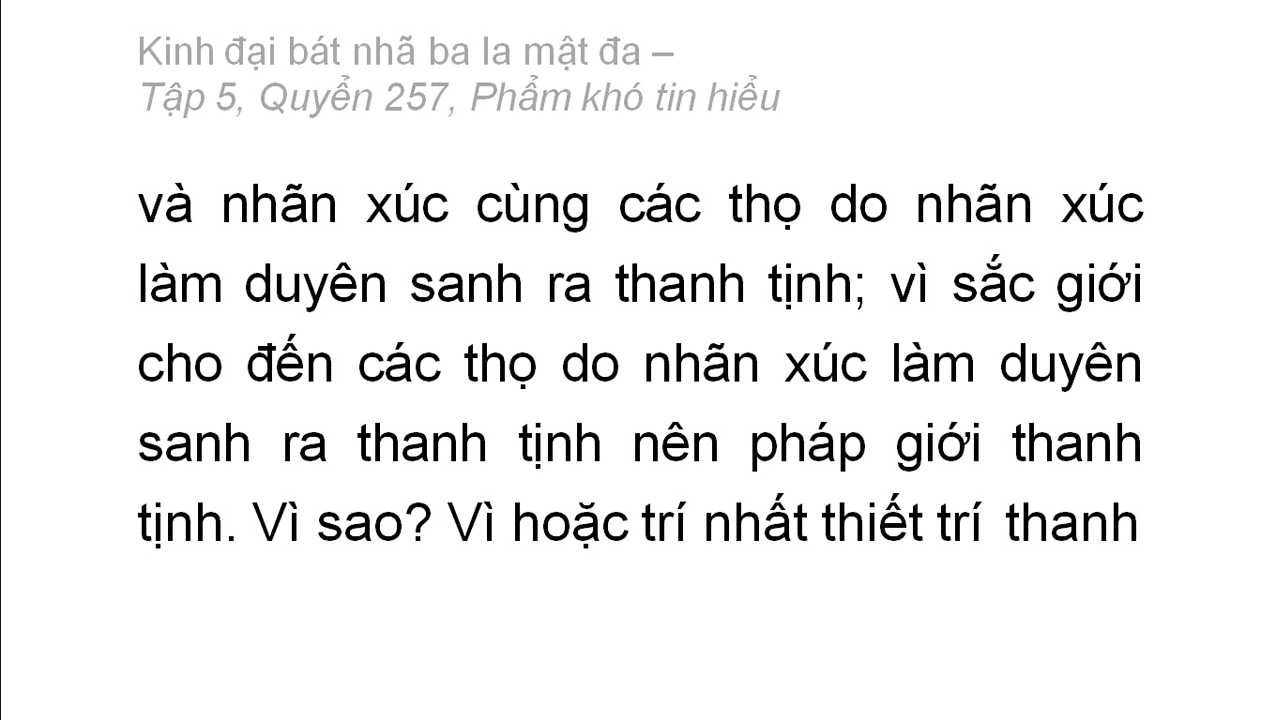 Kinh đại bát nhã ba la mật đa –
Tập 5, Quyển 257, Phẩm khó tin hiểu
và nhãn xúc cùng các thọ do nhãn xúc
làm duyên sanh ra thanh tịnh; vì sắc giới
cho đến các thọ do nhãn xúc làm duyên
sanh ra thanh tịnh nên pháp giới thanh
tịnh. Vì sao? Vì hoặc trí nhất thiết trí thanh